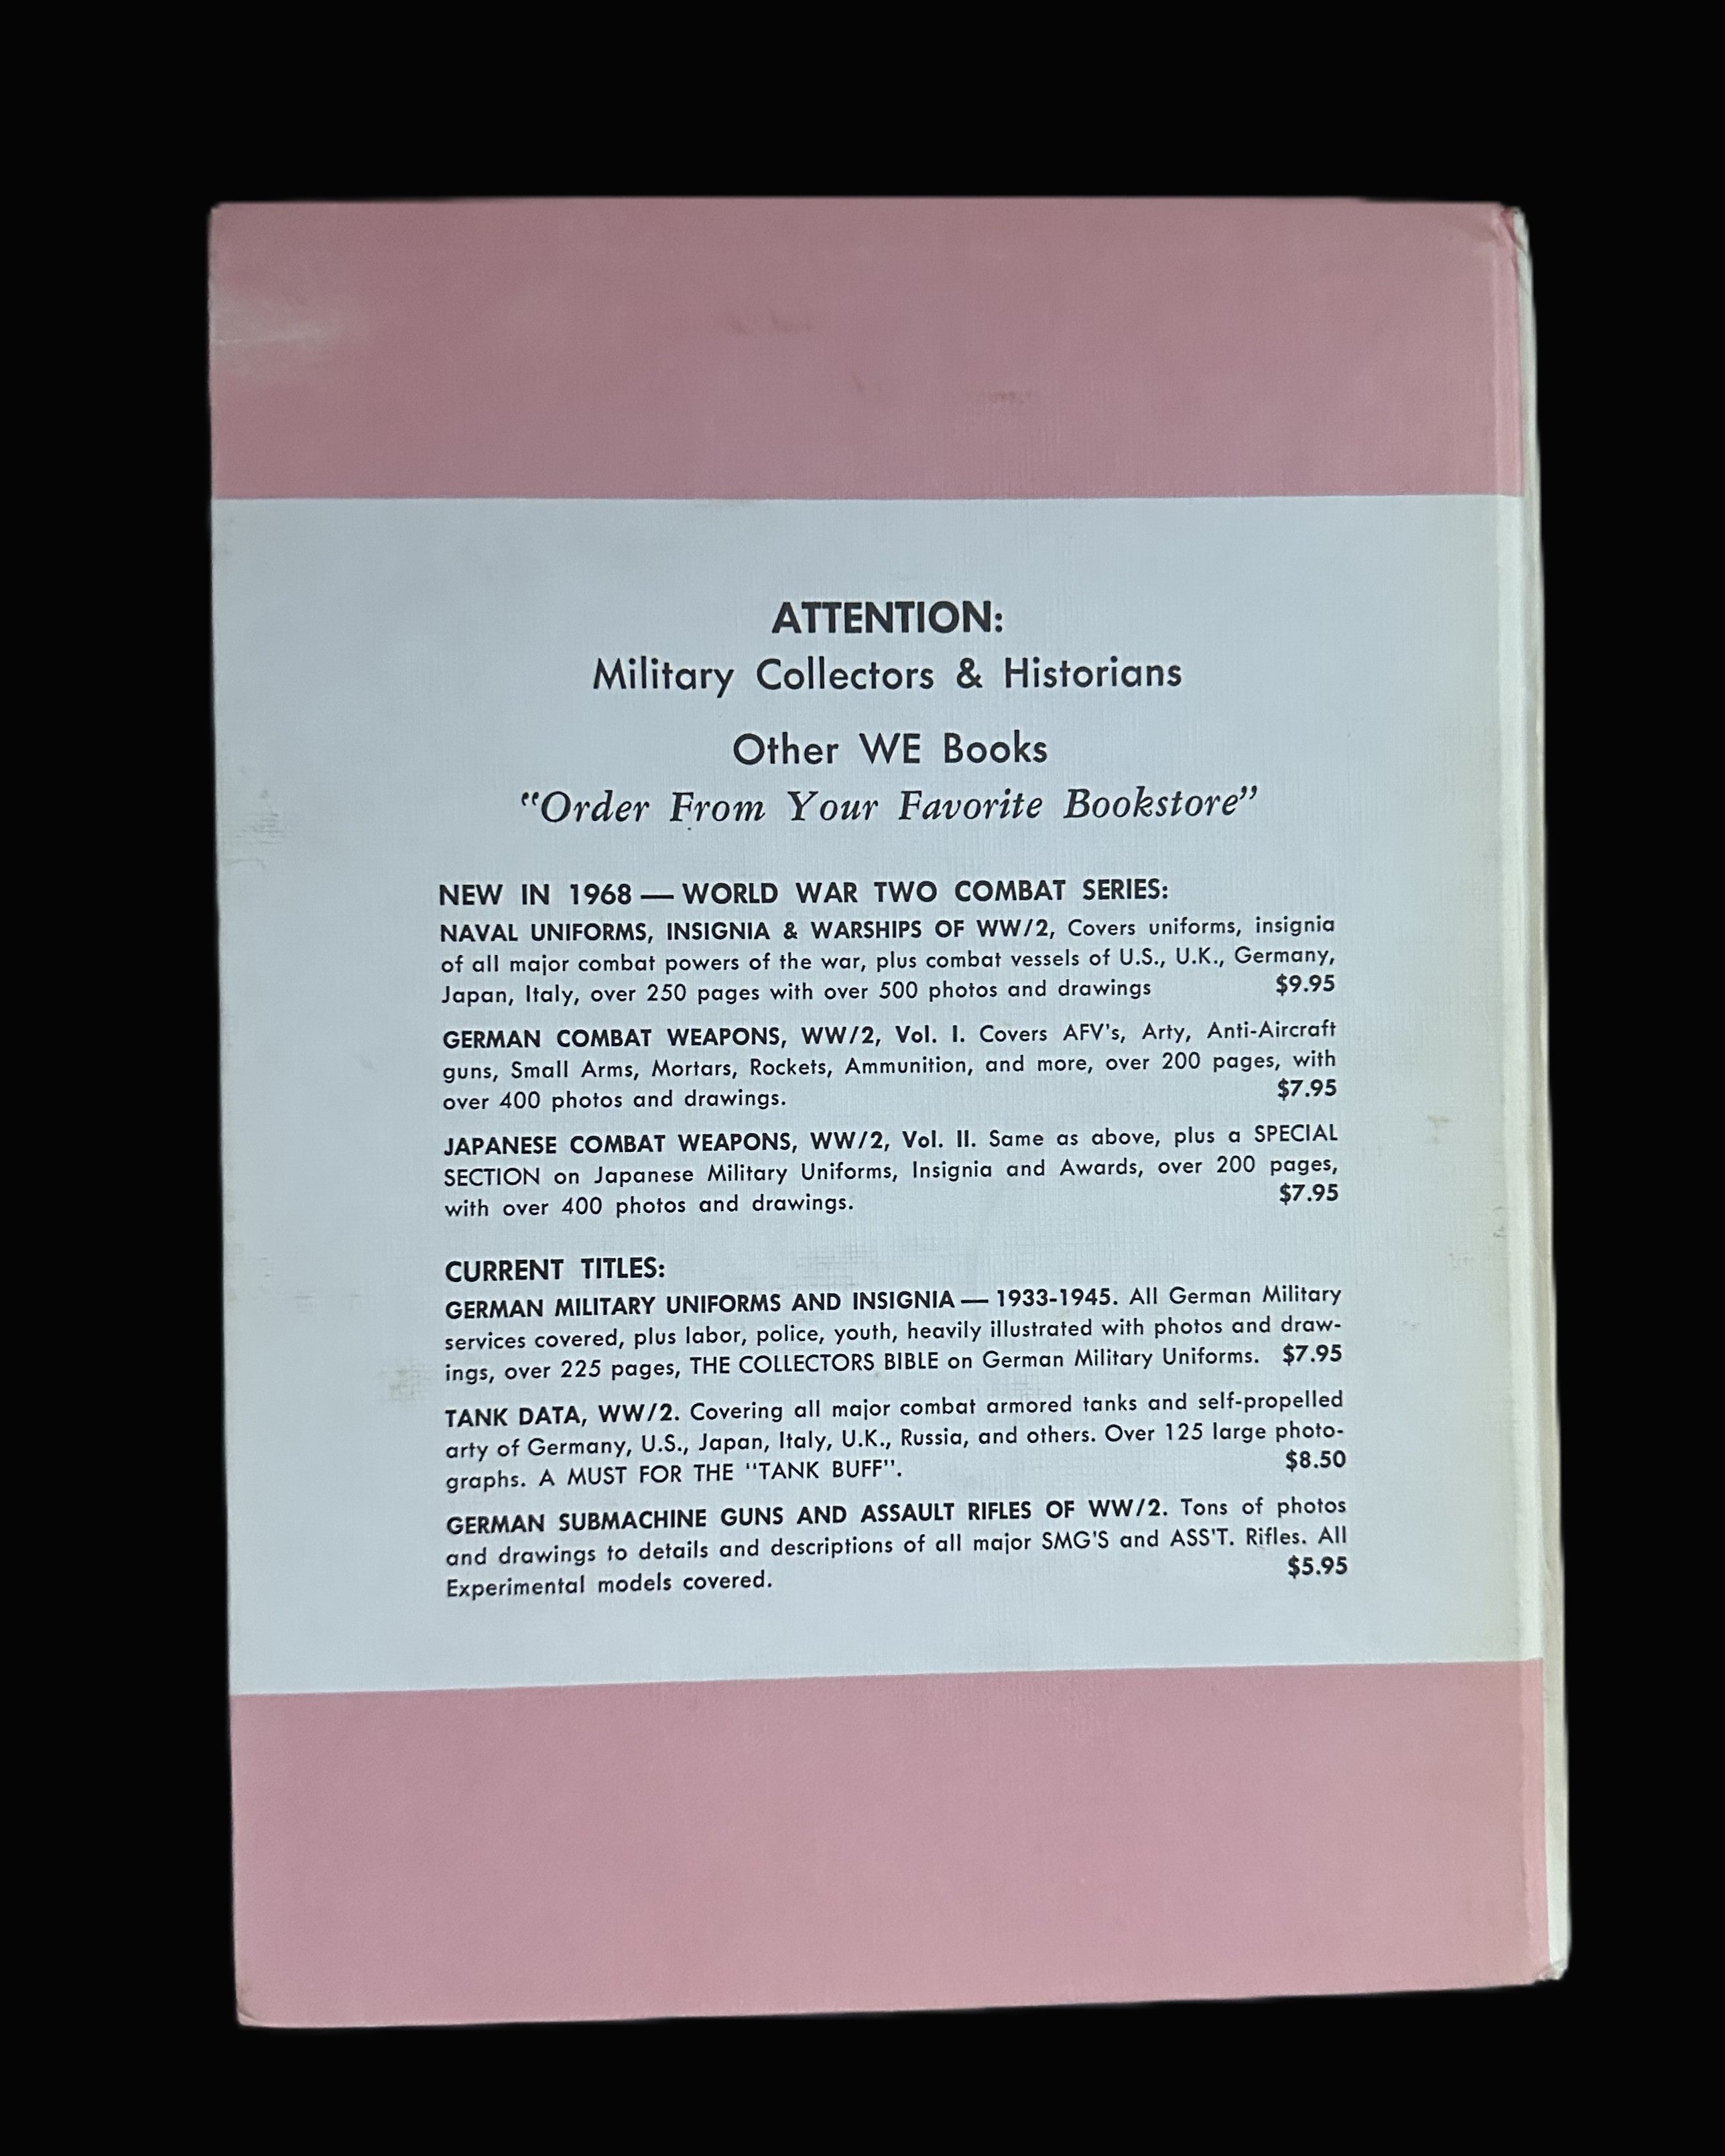 ATTENTION:
Military Collectors & Historians
Other WE Books
"Order From Your Favorite Bookstore"
NEW IN 1968 — WORLD WAR TWO COMBAT SERIES:
NAVAL UNIFORMS, INSIGNIA & WARSHIPS OF WW/2, Covers uniforms, insignia
of all major combat powers of the war, plus combat vessels of U.S., U.K., Germany,
Japan, Italy, over 250 pages with over 500 photos and drawings $9.95
GERMAN COMBAT WEAPONS, WW/2, Vol. I. Covers AFV's, Arty, Anti-Aircraft
guns, Small Arms, Mortars, Rockets, Ammunition, and more, over 200 pages, with
over 400 photos and drawings. $7.95
JAPANESE COMBAT WEAPONS, WW/2, Vol. II. Same as above, plus a SPECIAL
SECTION on Japanese Military Uniforms, Insignia and Awards, over 200 pages,
with over 400 photos and drawings. $7.95
CURRENT TITLES:
GERMAN MILITARY UNIFORMS AND INSIGNIA — 1933-1945. All German Military
services covered, plus labor, police, youth, heavily illustrated with photos and draw-
ings, over 225 pages, THE COLLECTORS BIBLE on German Military Uniforms. $7.95
TANK DATA, WW/2. Covering all major combat armored tanks and self-propelled
arty of Germany, U.S., Japan, Italy, U.K., Russia, and others. Over 125 large photo-
graphs. A MUST FOR THE "TANK BUFF". $8.50
GERMAN SUBMACHINE GUNS AND ASSAULT RIFLES OF WW/2. Tons of photos
and drawings to details and descriptions of all major SMG'S and ASS'T. Rifles. All
Experimental models covered. $5.95